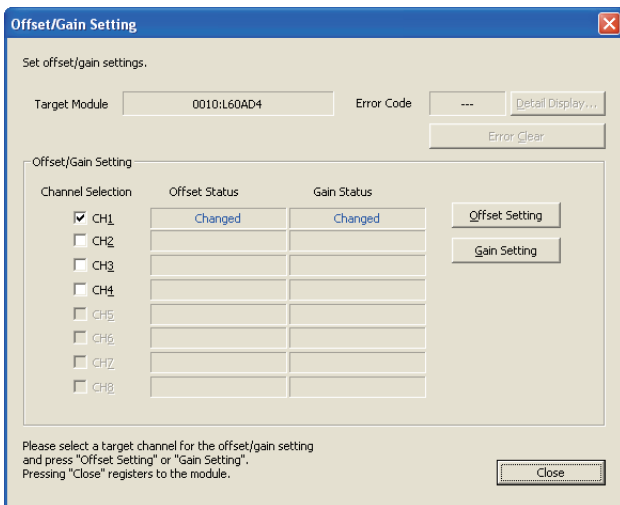 Offset/Gain Setting
Set offset/gain settings.
Target Module 0010:L60AD4 Error Code --- Detail Display...
Error Clear
Offset/Gain Setting
Channel Selection Offset Status Gain Status
CH1 Changed Changed Offset Setting
CH2
Gain Setting
CH3
CH4
CH5
CH6
CH7
CH8
Please select a target channel for the offset/gain setting
and press "Offset Setting" or "Gain Setting".
Pressing "Close" registers to the module.
Close